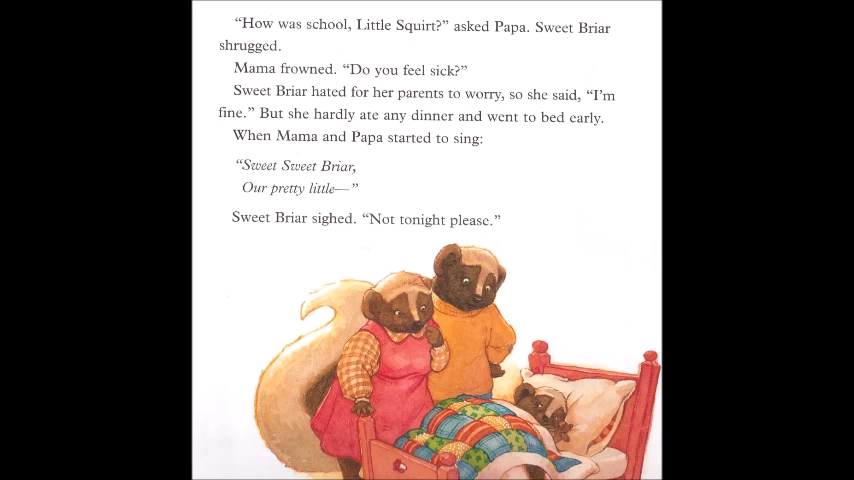 “How was school, Little Squirt?” asked Papa. Sweet Briar
shrugged.
Mama frowned. “Do you feel sick?”
Sweet Briar hated for her parents to worry, so she said, “I’m
fine.” But she hardly ate any dinner and went to bed early.
When Mama and Papa started to sing:
“Sweet Sweet Briar,
Our pretty little—”
Sweet Briar sighed. “Not tonight please.”